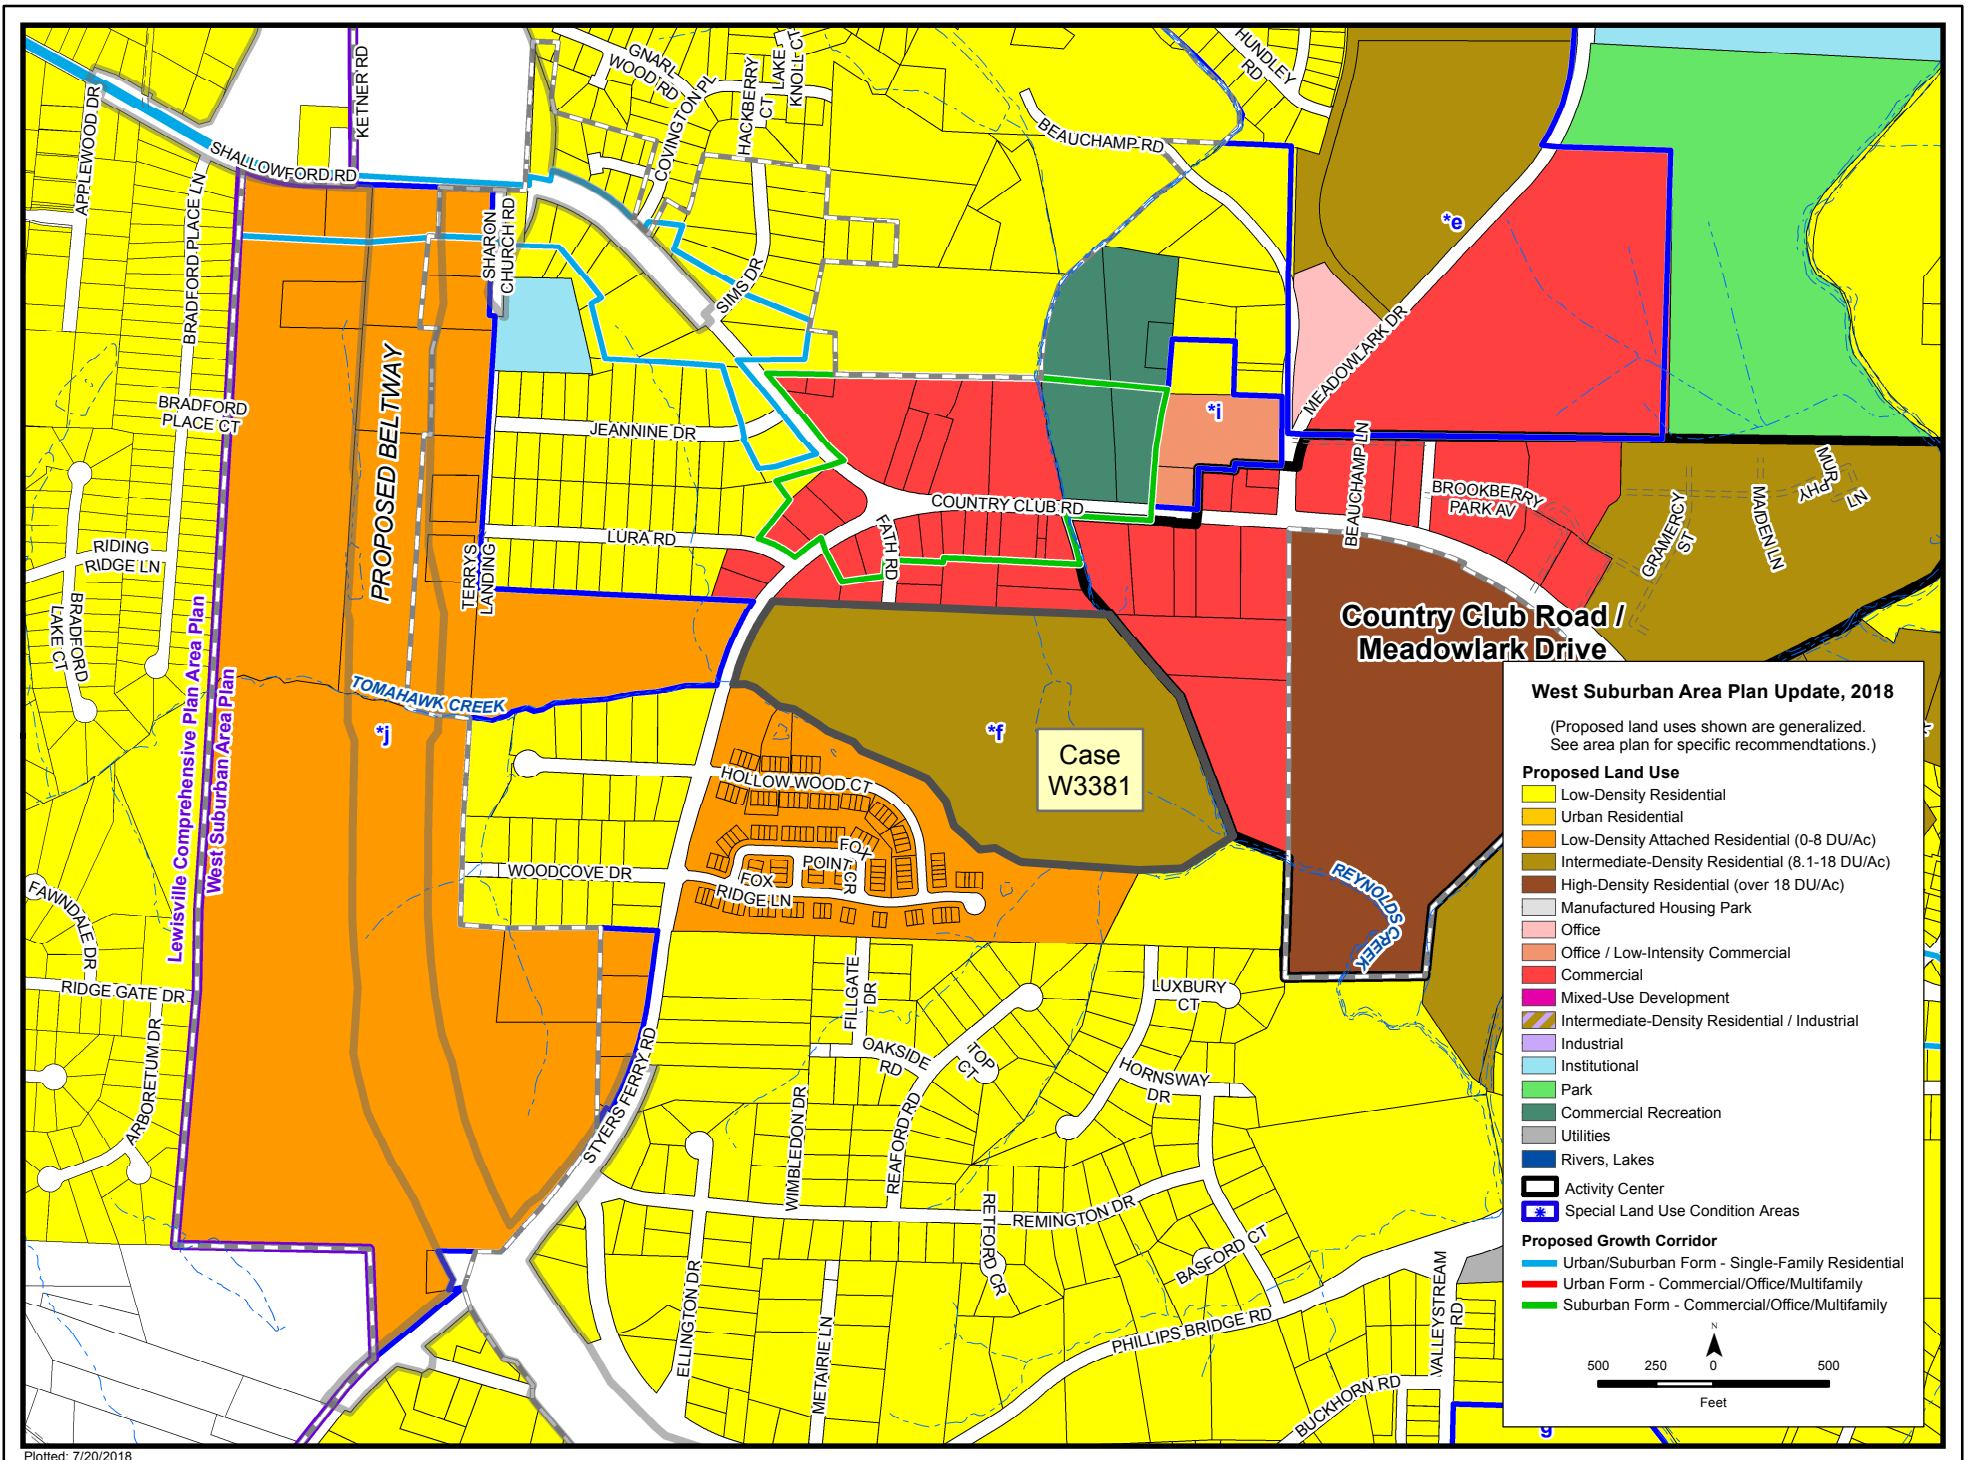 GNARL
WOOD RD
COVINGTON PL
HACKBERRY
CT
LAKE
KNOLL CT
HUNDLEY
RD
KETNER RD
APPLEWOOD DR
SHALLOWFORD RD
BEAUCHAMP RD
BRADFORD PLACE LN
SHARON
CHURCH RD
SIMS DR
*e
MEADOWLARK DR
PROPOSED BELTWAY
BRADFORD
PLACE CT
JEANNINE DR
*i
BEAUCHAMP LN
BROOKBERRY
PARK AV
MURPHY
LN
MAIDEN LN
GRAMERCY
ST
COUNTRY CLUB RD
FATH RD
LURA RD
RIDING
RIDGE LN
TERRYS
LANDING
BRADFORD
LAKE CT
Country Club Road /
Meadowlark Drive
Lewisville Comprehensive Plan Area Plan
West Suburban Area Plan
TOMAHAWK CREEK
*j
*f
Case
W3381
HOLLOW WOOD CT
FOX
POINT CR
FOX
RIDGE LN
WOODCOVE DR
REYNOLDS
CREEK
FAWNDALE DR
RIDGE GATE DR
ARBORETUM DR
FILLGATE
DR
OAKSIDE
RD
TOP
CT
LUXBURY
CT
HORNSWAY
DR
STYERS FERRY RD
WIMBLEDON DR
REAFORD RD
RETFORD CR
REMINGTON DR
BASFORD CT
ELLINGTON DR
METAIRIE LN
PHILLIPS BRIDGE RD
VALLEYSTREAM
RD
BUCKHORN RD
g
West Suburban Area Plan Update, 2018
(Proposed land uses shown are generalized.
See area plan for specific recommendtations.)
Proposed Land Use
Low-Density Residential
Urban Residential
Low-Density Attached Residential (0-8 DU/Ac)
Intermediate-Density Residential (8.1-18 DU/Ac)
High-Density Residential (over 18 DU/Ac)
Manufactured Housing Park
Office
Office / Low-Intensity Commercial
Commercial
Mixed-Use Development
Intermediate-Density Residential / Industrial
Industrial
Institutional
Park
Commercial Recreation
Utilities
Rivers, Lakes
Activity Center
* Special Land Use Condition Areas
Proposed Growth Corridor
Urban/Suburban Form - Single-Family Residential
Urban Form - Commercial/Office/Multifamily
Suburban Form - Commercial/Office/Multifamily
N
500 250 0 500
Feet
Plotted: 7/20/2018